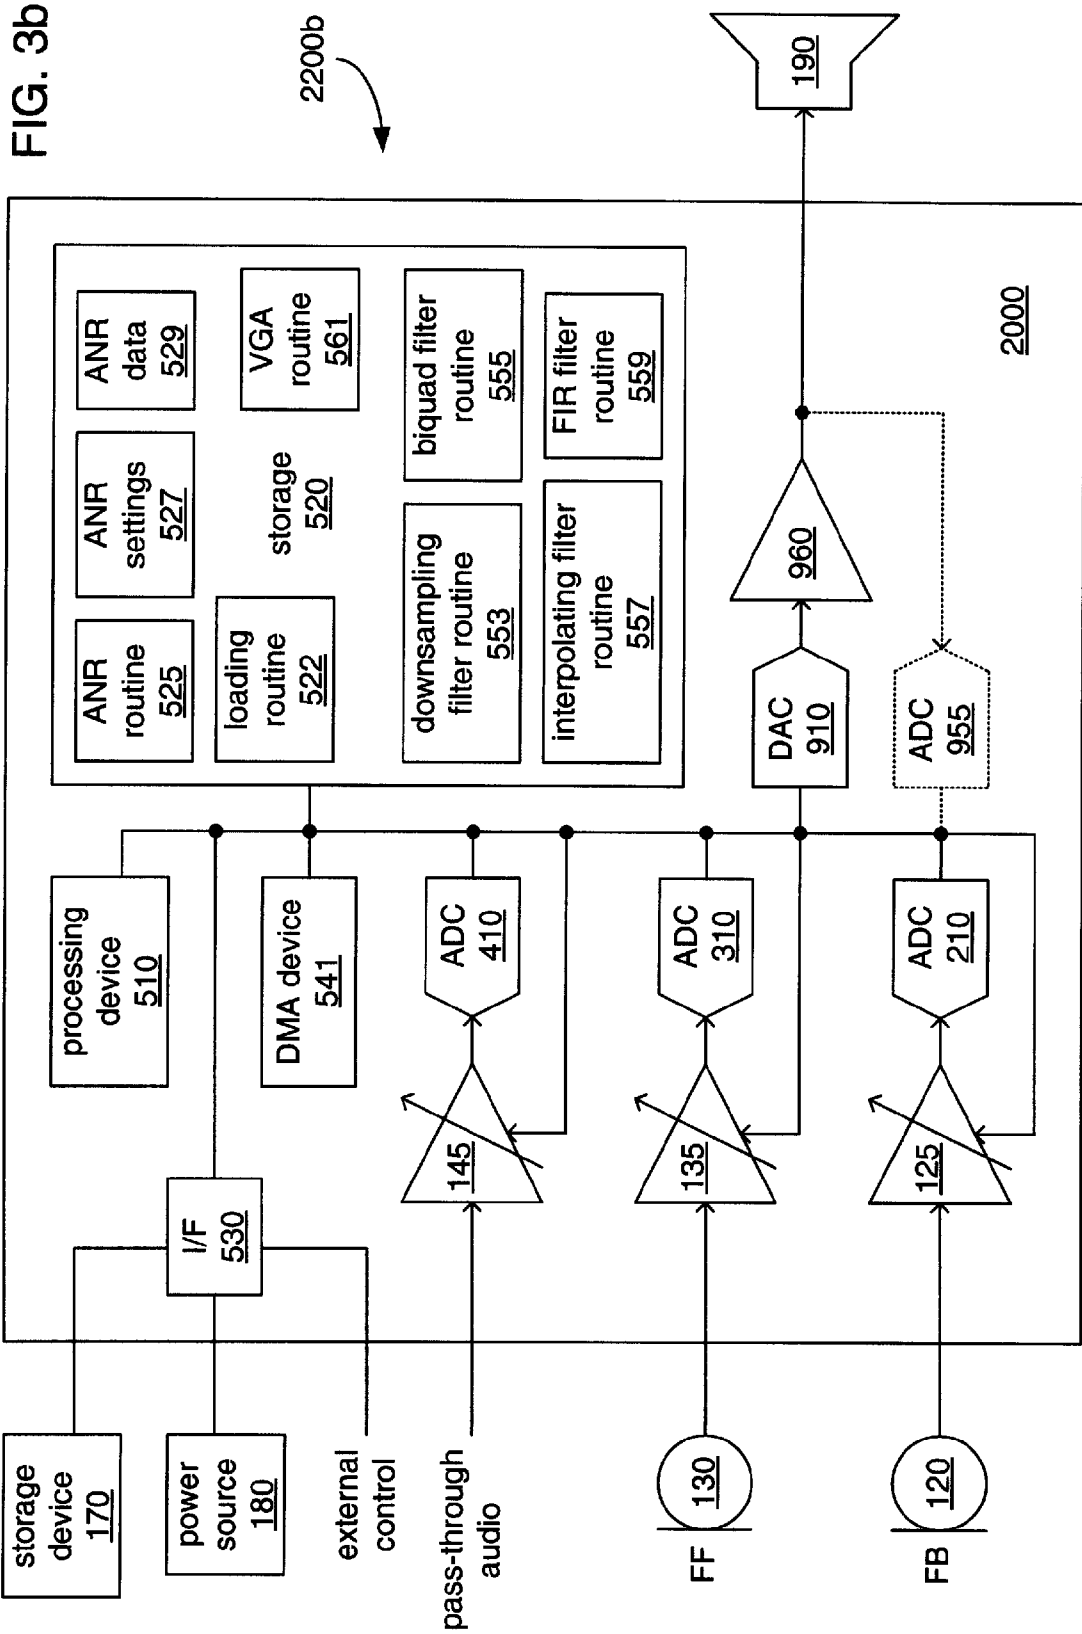 FIG. 3b
2200b
storage
device
170
power
source
180
external
control
pass-through
audio
FF
130
FB
120
I/F
530
processing
device
510
DMA device
541
145
ADC
410
135
ADC
310
125
ADC
210
ANR
routine
525
ANR
settings
527
ANR
data
529
loading
routine
522
storage
520
VGA
routine
561
downsampling
filter routine
553
biquad filter
routine
555
interpolating filter
routine
557
FIR filter
routine
559
DAC
910
960
ADC
955
190
2000